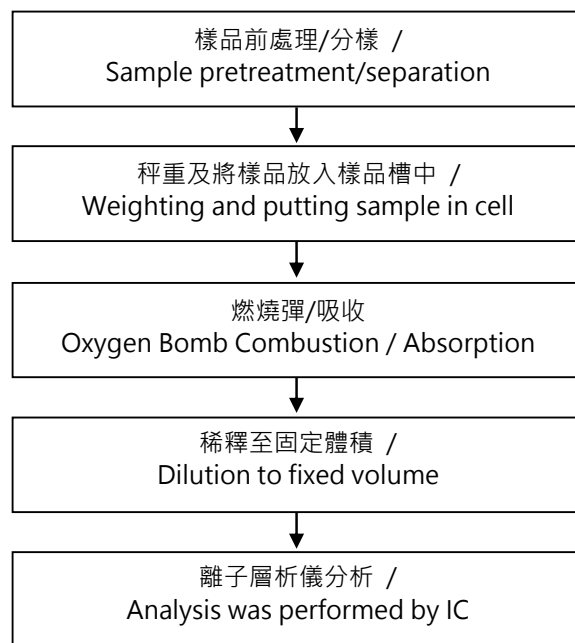 樣品前處理/分樣 /
Sample pretreatment/separation
秤重及將樣品放入樣品槽中 /
Weighting and putting sample in cell
燃燒彈/吸收
Oxygen Bomb Combustion / Absorption
稀釋至固定體積 /
Dilution to fixed volume
離子層析儀分析 /
Analysis was performed by IC